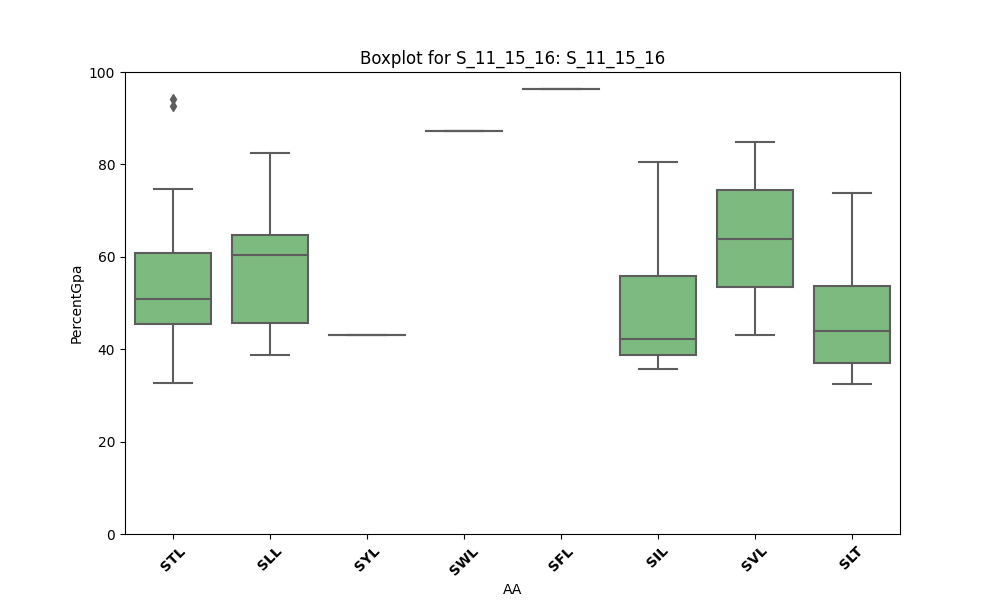 Boxplot for S_11_15_16: S_11_15_16
PercentGpa
100
80
60
40
20
0
STL SLL SYL SWL SFL SIL SVL SLT
AA